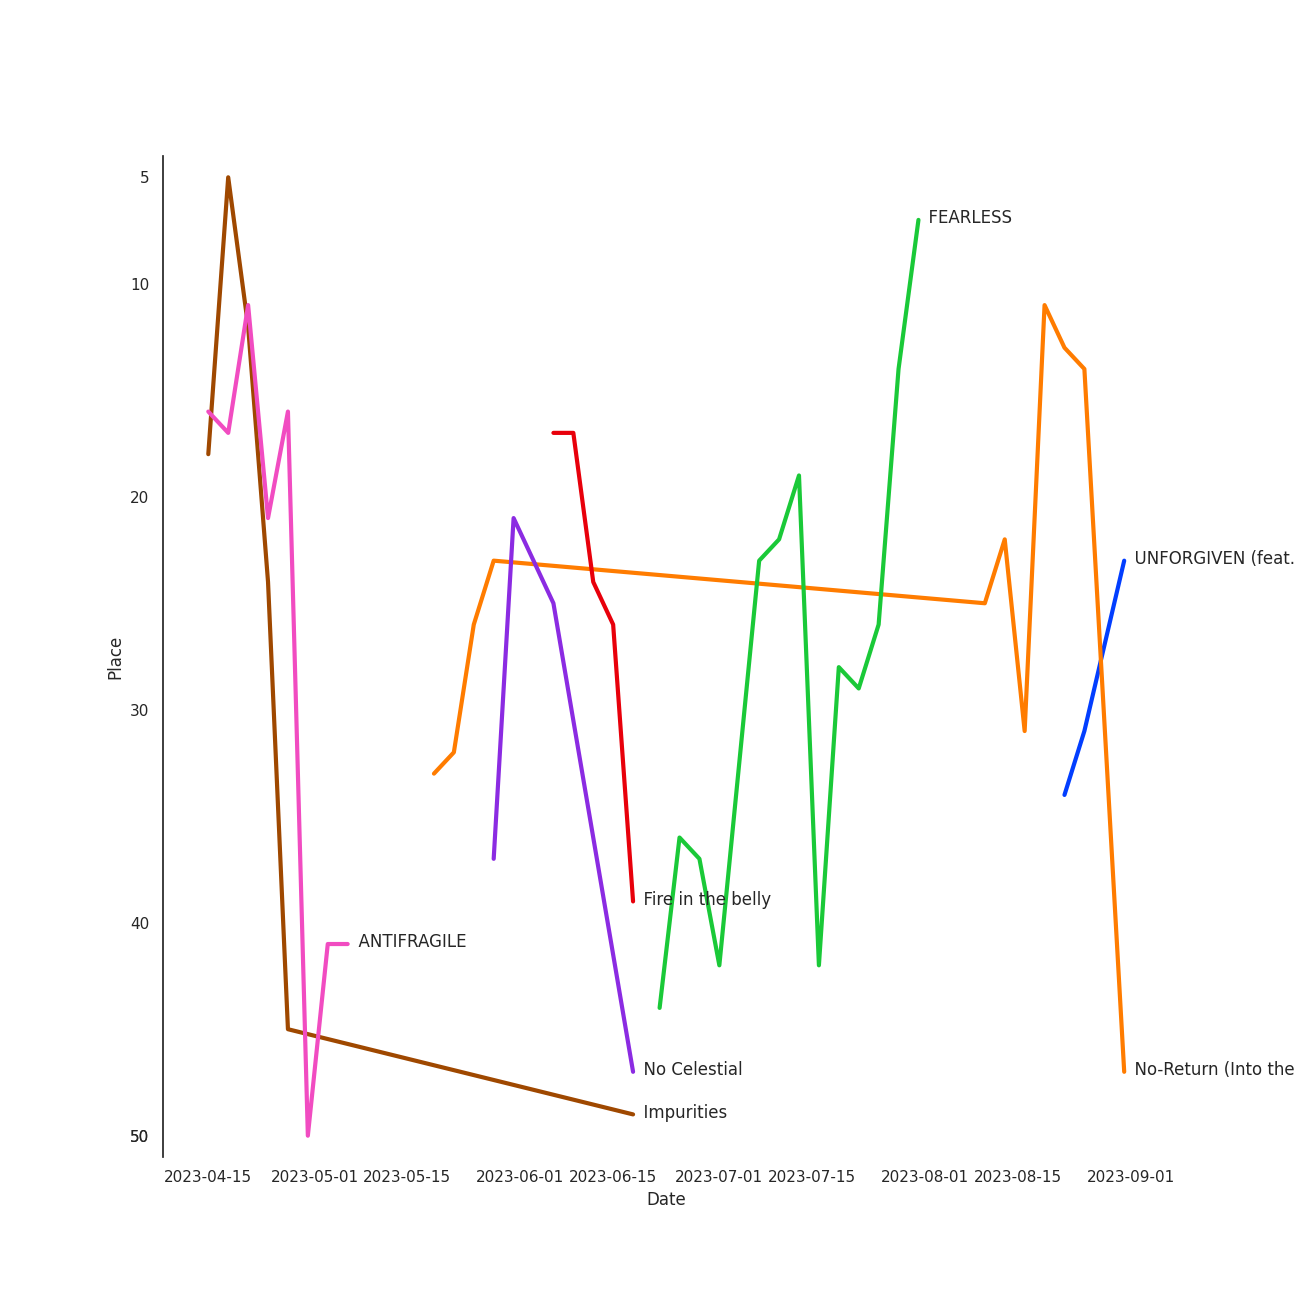 5
FEARLESS
10
20
UNFORGIVEN (feat.
Place
30
Fire in the belly
40
ANTIFRAGILE
No Celestial
No-Return (Into the
Impurities
50
2023-04-15 2023-05-01 2023-05-15 2023-06-01 2023-06-15 2023-07-01 2023-07-15 2023-08-01 2023-08-15 2023-09-01
Date